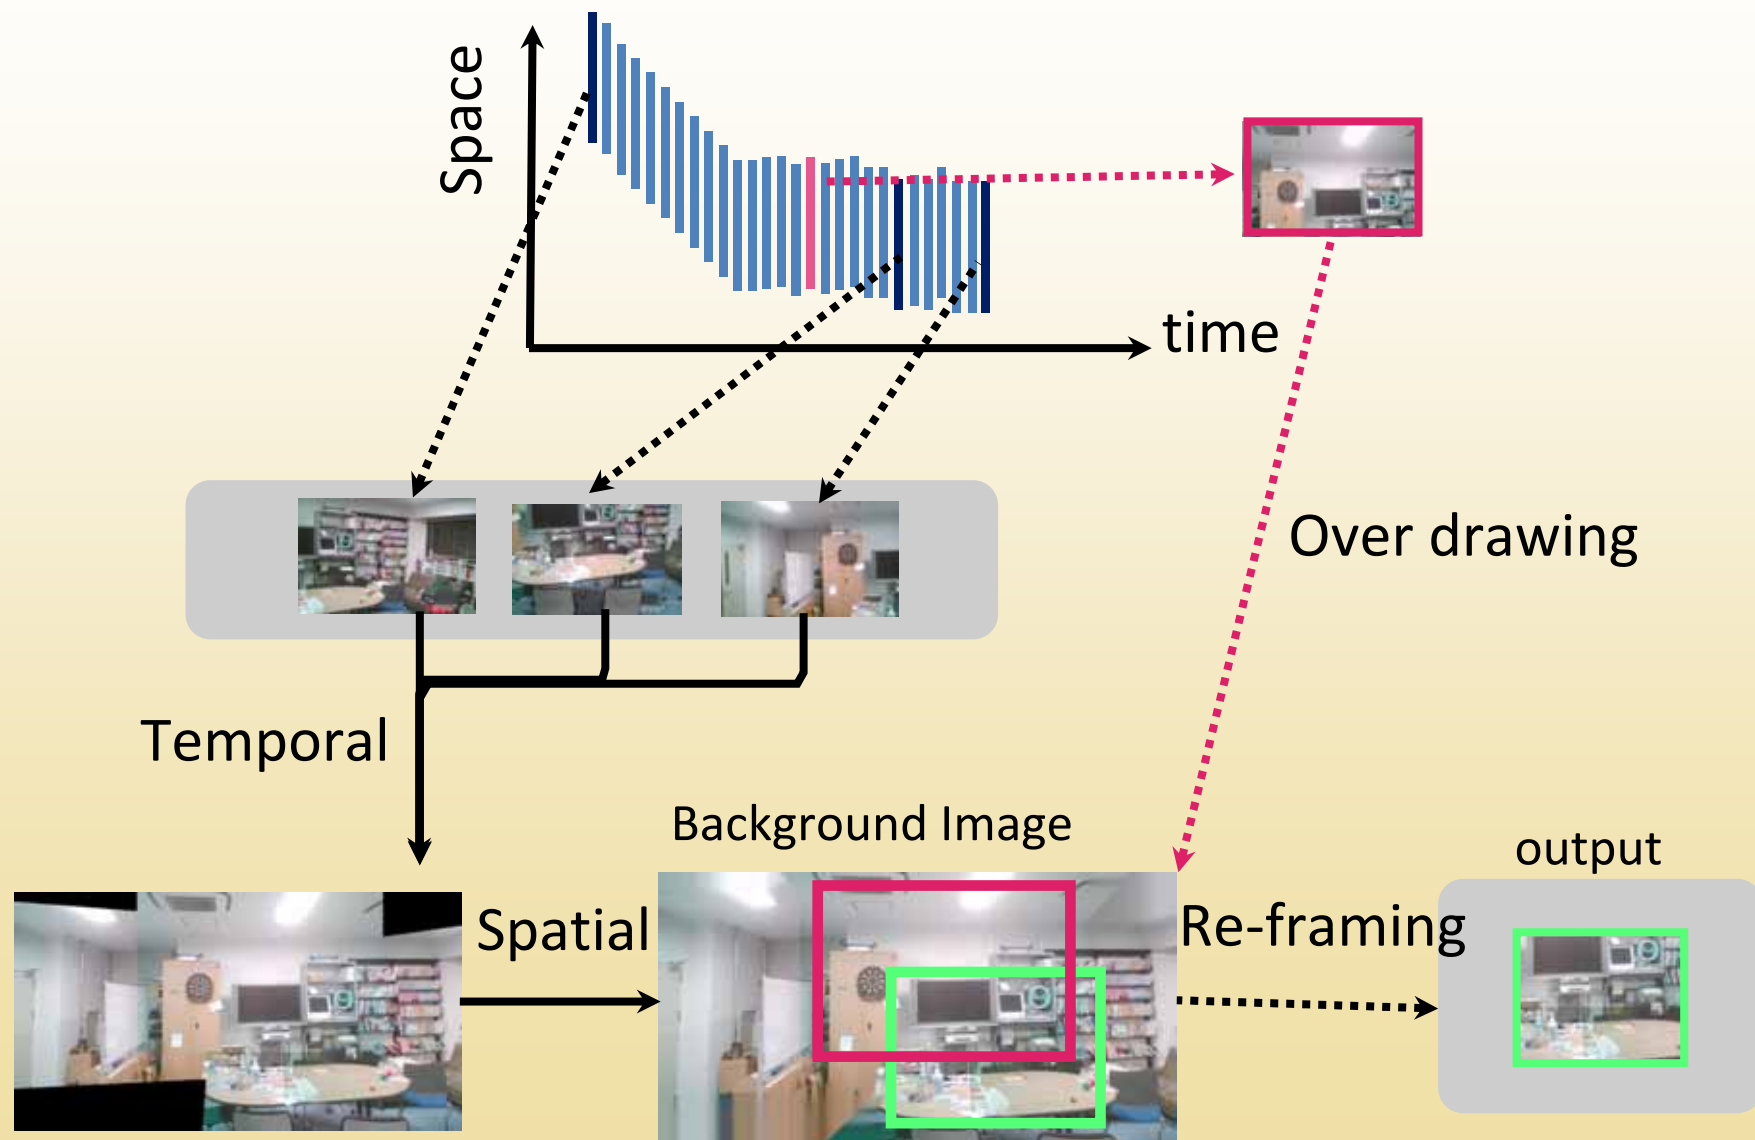 Space
time
Over drawing
Temporal
Background Image
output
Spatial
Re-framing